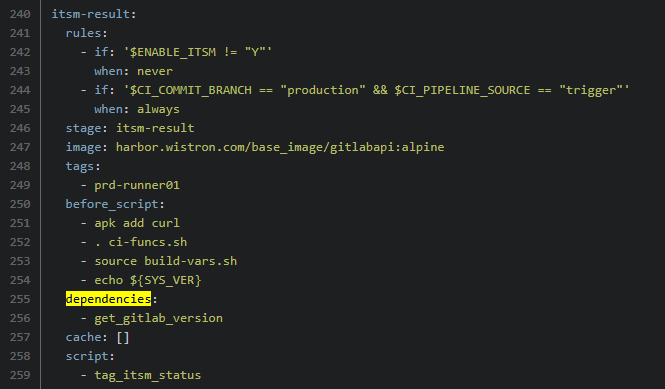 240 itsm-result:
241   rules:
242     - if: '$ENABLE_ITSM != "Y"'
243       when: never
244     - if: '$CI_COMMIT_BRANCH == "production" && $CI_PIPELINE_SOURCE == "trigger"'
245       when: always
246   stage: itsm-result
247   image: harbor.wistron.com/base_image/gitlabapi:alpine
248   tags:
249     - prd-runner01
250   before_script:
251     - apk add curl
252     - . ci-funcs.sh
253     - source build-vars.sh
254     - echo ${SYS_VER}
255   dependencies:
256     - get_gitlab_version
257   cache: []
258   script:
259     - tag_itsm_status